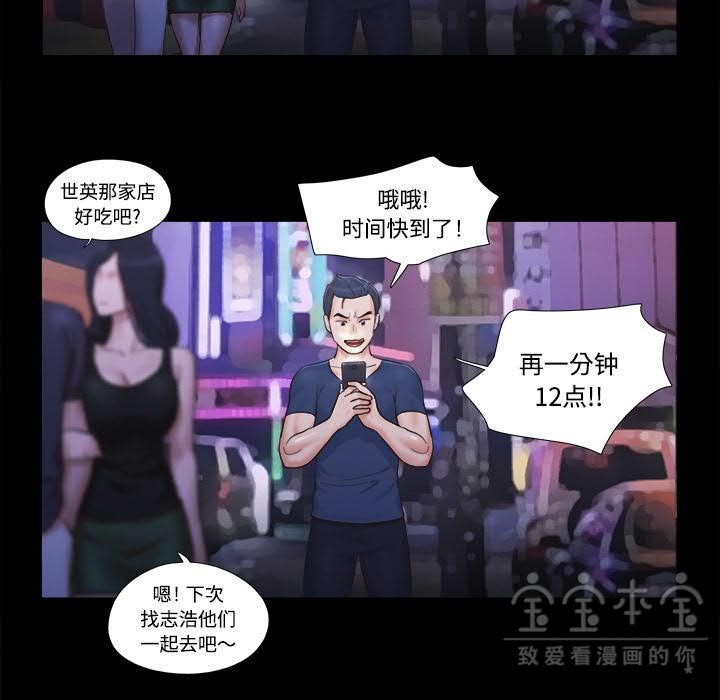 世英那家店
好吃吧?
哦哦!
时间快到了!
再一分钟
12点!!
嗯! 下次
找志浩他们
一起去吧~
宝宝本宝
致爱看漫画的你